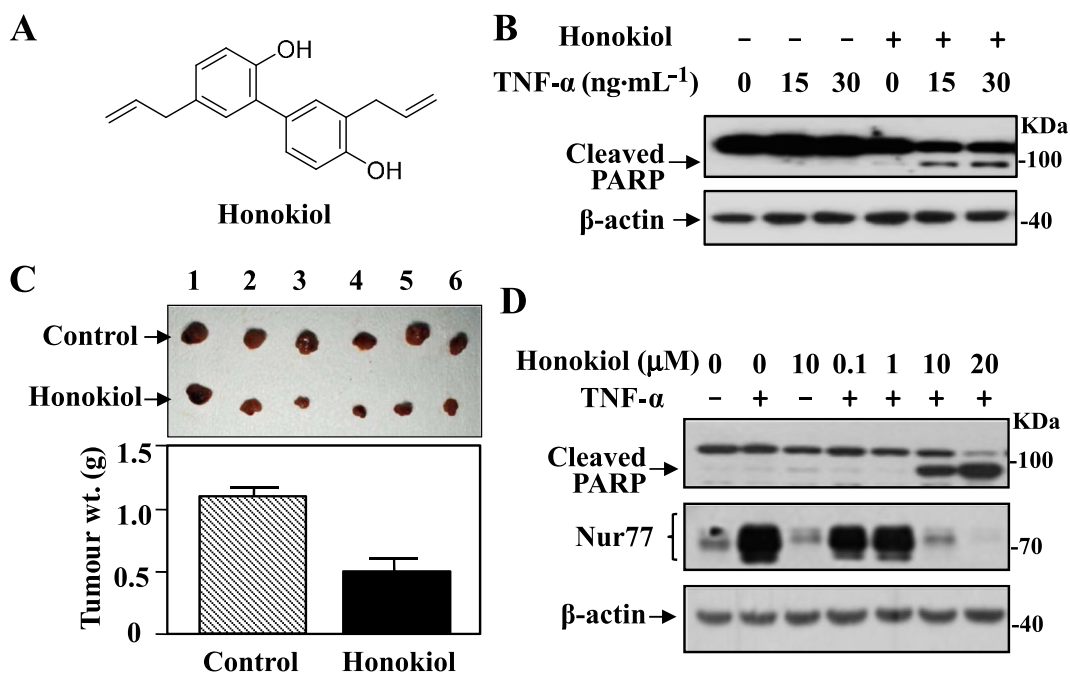 A
OH
OH
Honokiol
B
Honokiol – – – + + +
TNF-α (ng·mL⁻¹) 0 15 30 0 15 30
KDa
Cleaved
PARP
-100
β-actin
-40
C
1 2 3 4 5 6
Control
Honokiol
Tumour wt. (g)
1.5
1.0
0.5
0
Control Honokiol
D
Honokiol (μM) 0 0 10 0.1 1 10 20
TNF-α – + – + + + +
KDa
Cleaved
PARP
-100
Nur77
-70
β-actin
-40